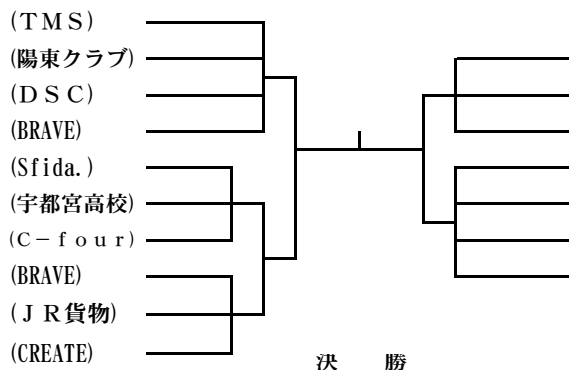 (ＴＭＳ)
(陽東クラブ)
(ＤＳＣ)
(BRAVE)
(Sfida.)
(宇都宮高校)
(Ｃ－ｆｏｕｒ)
(BRAVE)
(ＪＲ貨物)
(CREATE)
決　　勝